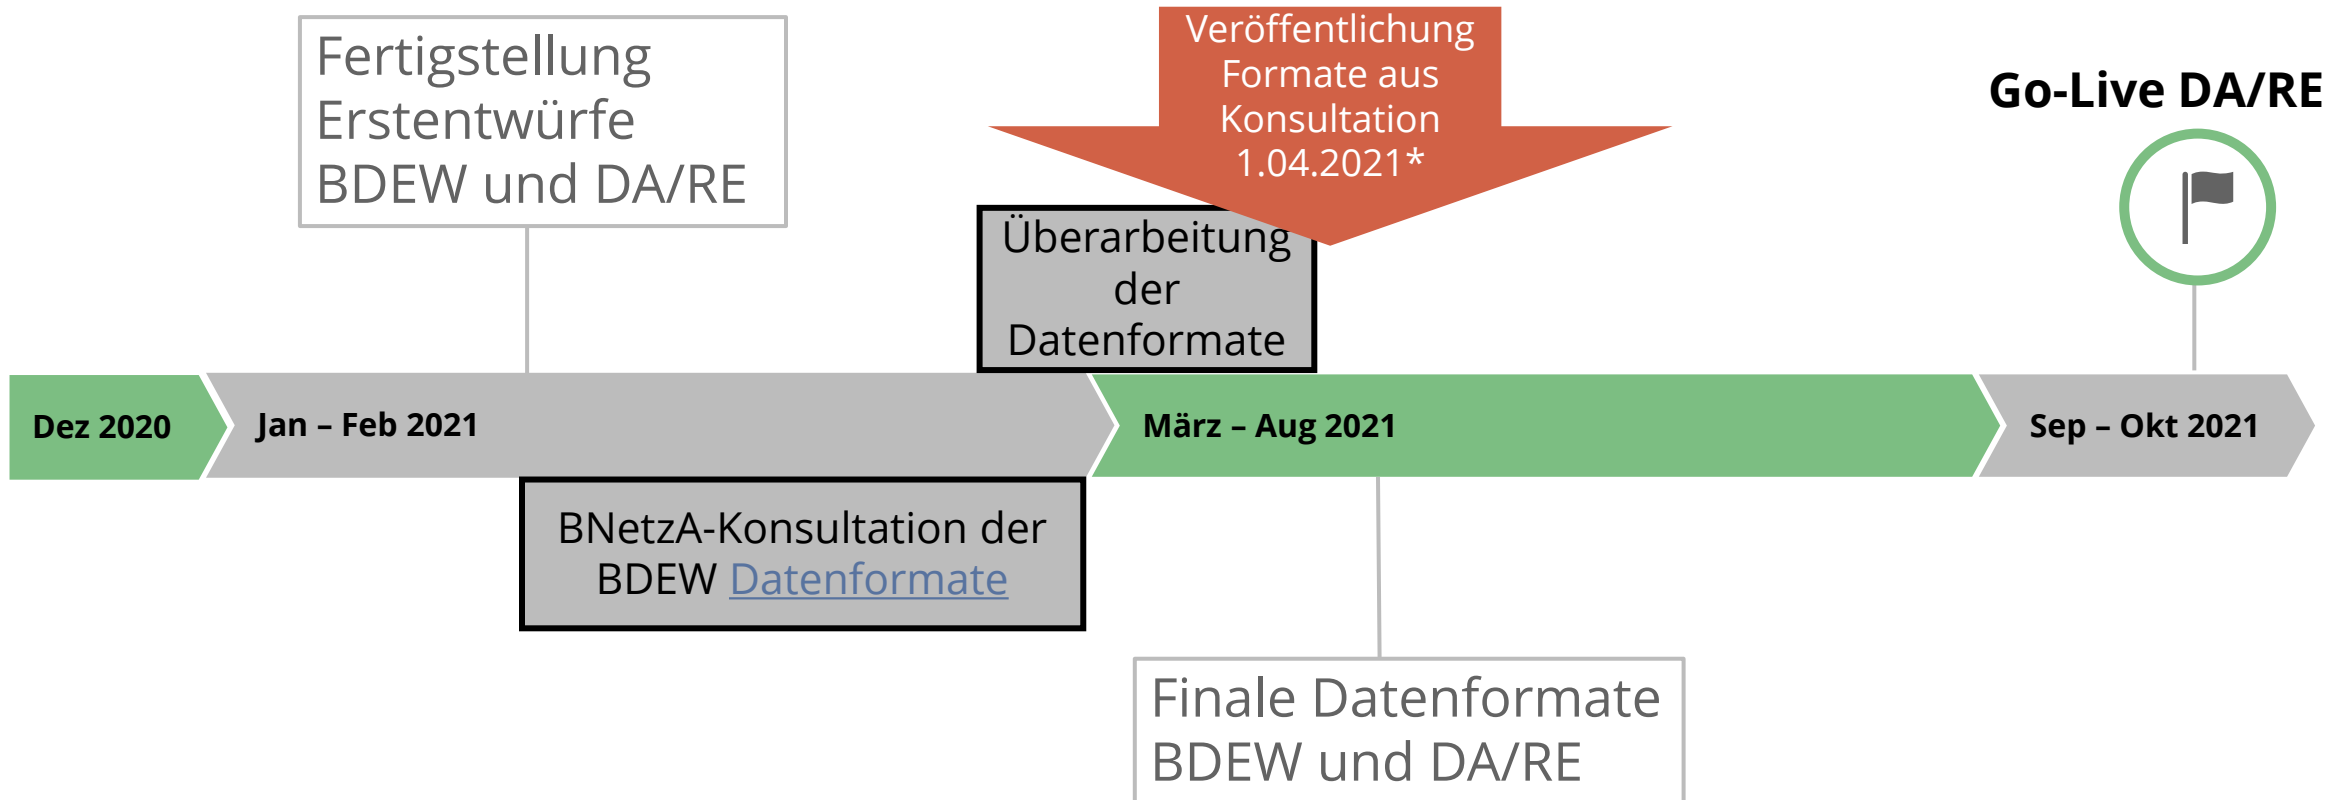 Fertigstellung
Erstentwürfe
BDEW und DA/RE
Veröffentlichung
Formate aus
Konsultation
1.04.2021*
Go-Live DA/RE
Überarbeitung
der
Datenformate
Dez 2020
Jan – Feb 2021
März – Aug 2021
Sep – Okt 2021
BNetzA-Konsultation der
BDEW Datenformate
Finale Datenformate
BDEW und DA/RE